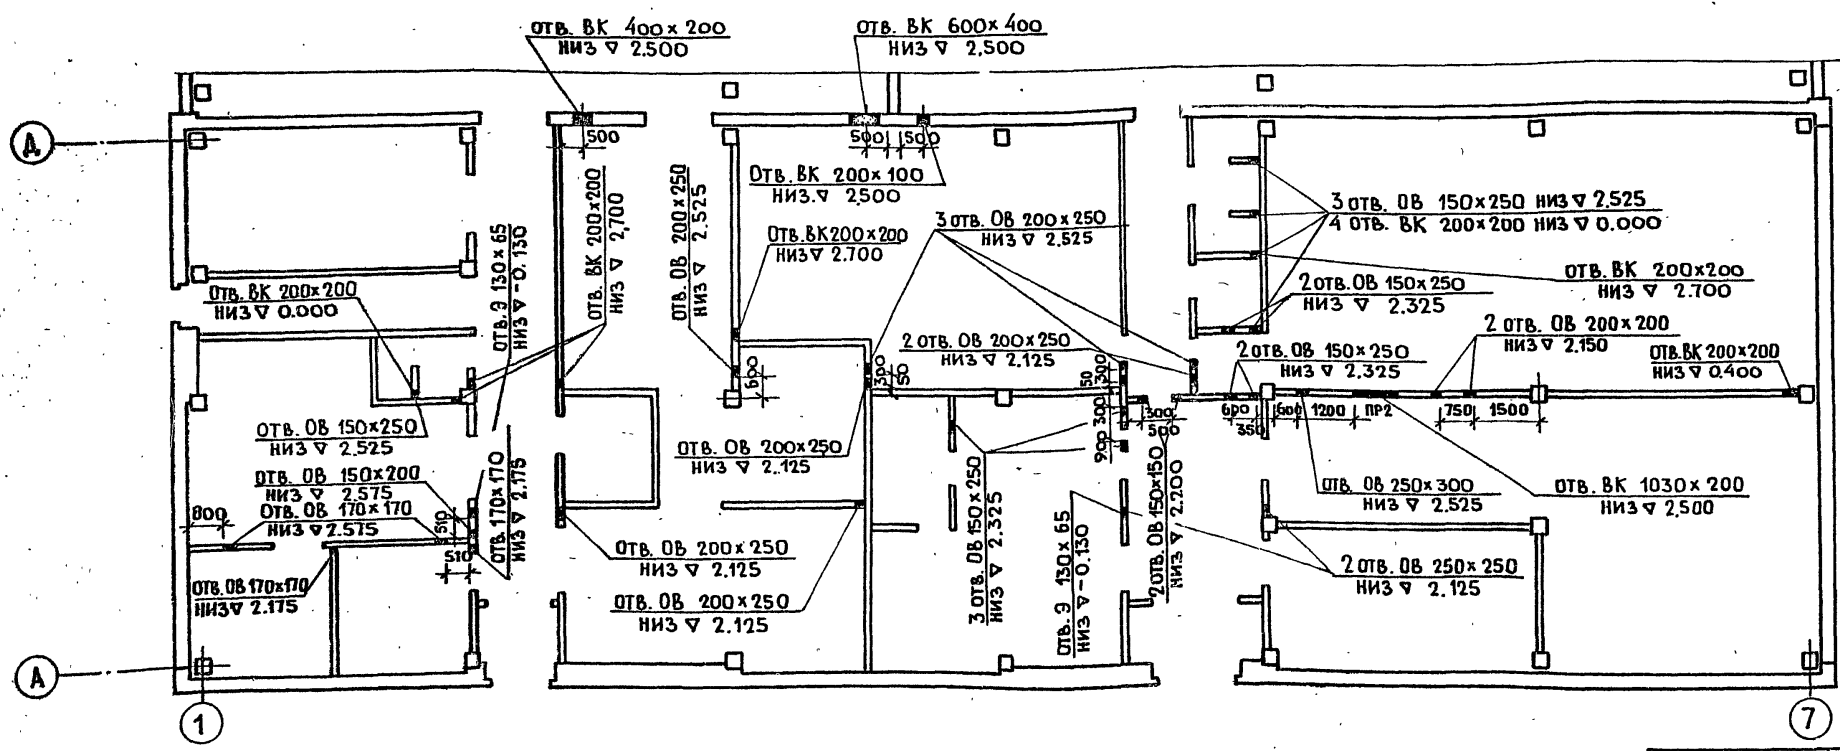 ОТВ. ВК 400×200
НИЗ ▽ 2.500
ОТВ. ВК 600×400
НИЗ ▽ 2,500
Д
500
500
500
ОТВ. ВК 200×100
НИЗ.▽ 2500
ОТВ. Э 130×65
НИЗ ▽ -0.130
ОТВ. ВК 200×200
НИЗ ▽ 2,700
ОТВ. ОВ 200×250
НИЗ ▽ 2.525
ОТВ.ВК 200×200
НИЗ▽ 2.700
3 ОТВ. ОВ 200×250
НИЗ ▽ 2.525
3 ОТВ. ОВ 150×250 НИЗ ▽ 2.525
4 ОТВ. ВК 200×200 НИЗ ▽ 0.000
ОТВ. ВК 200×200
НИЗ ▽ 2.700
ОТВ. ВК 200×200
НИЗ ▽ 0.000
2 ОТВ. ОВ 150×250
НИЗ ▽ 2.325
2 ОТВ. ОВ 200×250
НИЗ ▽ 2.125
2 ОТВ. ОВ 200×200
НИЗ ▽ 2.150
2 ОТВ. ОВ 150×250
НИЗ ▽ 2.325
ОТВ.ВК 200×200
НИЗ ▽ 0.400
600
300
50
50
300
300
900
300
500
600
350
600
1200
ПР2
750
1500
ОТВ. ОВ 150×250
НИЗ ▽ 2.525
ОТВ. ОВ 150×200
НИЗ ▽ 2.575
ОТВ. ОВ 170×170
НИЗ ▽ 2.575
800
510
510
ОТВ. 170×170
НИЗ ▽ 2.175
ОТВ. ОВ 170×170
НИЗ ▽ 2.175
ОТВ. ОВ 200×250
НИЗ ▽ 2.125
ОТВ. ОВ 200×250
НИЗ ▽ 2.125
ОТВ. ОВ 200×250
НИЗ ▽ 2.125
3 ОТВ. ОВ 150×250
НИЗ ▽ 2.325
ОТВ. Э 130×65
НИЗ ▽ -0.130
2 ОТВ. ОВ 150×150
НИЗ ▽ 2.200
ОТВ. ОВ 250×300
НИЗ ▽ 2.525
ОТВ. ВК 1030×200
НИЗ ▽ 2,500
2 ОТВ. ОВ 250×250
НИЗ ▽ 2.125
А
1
7